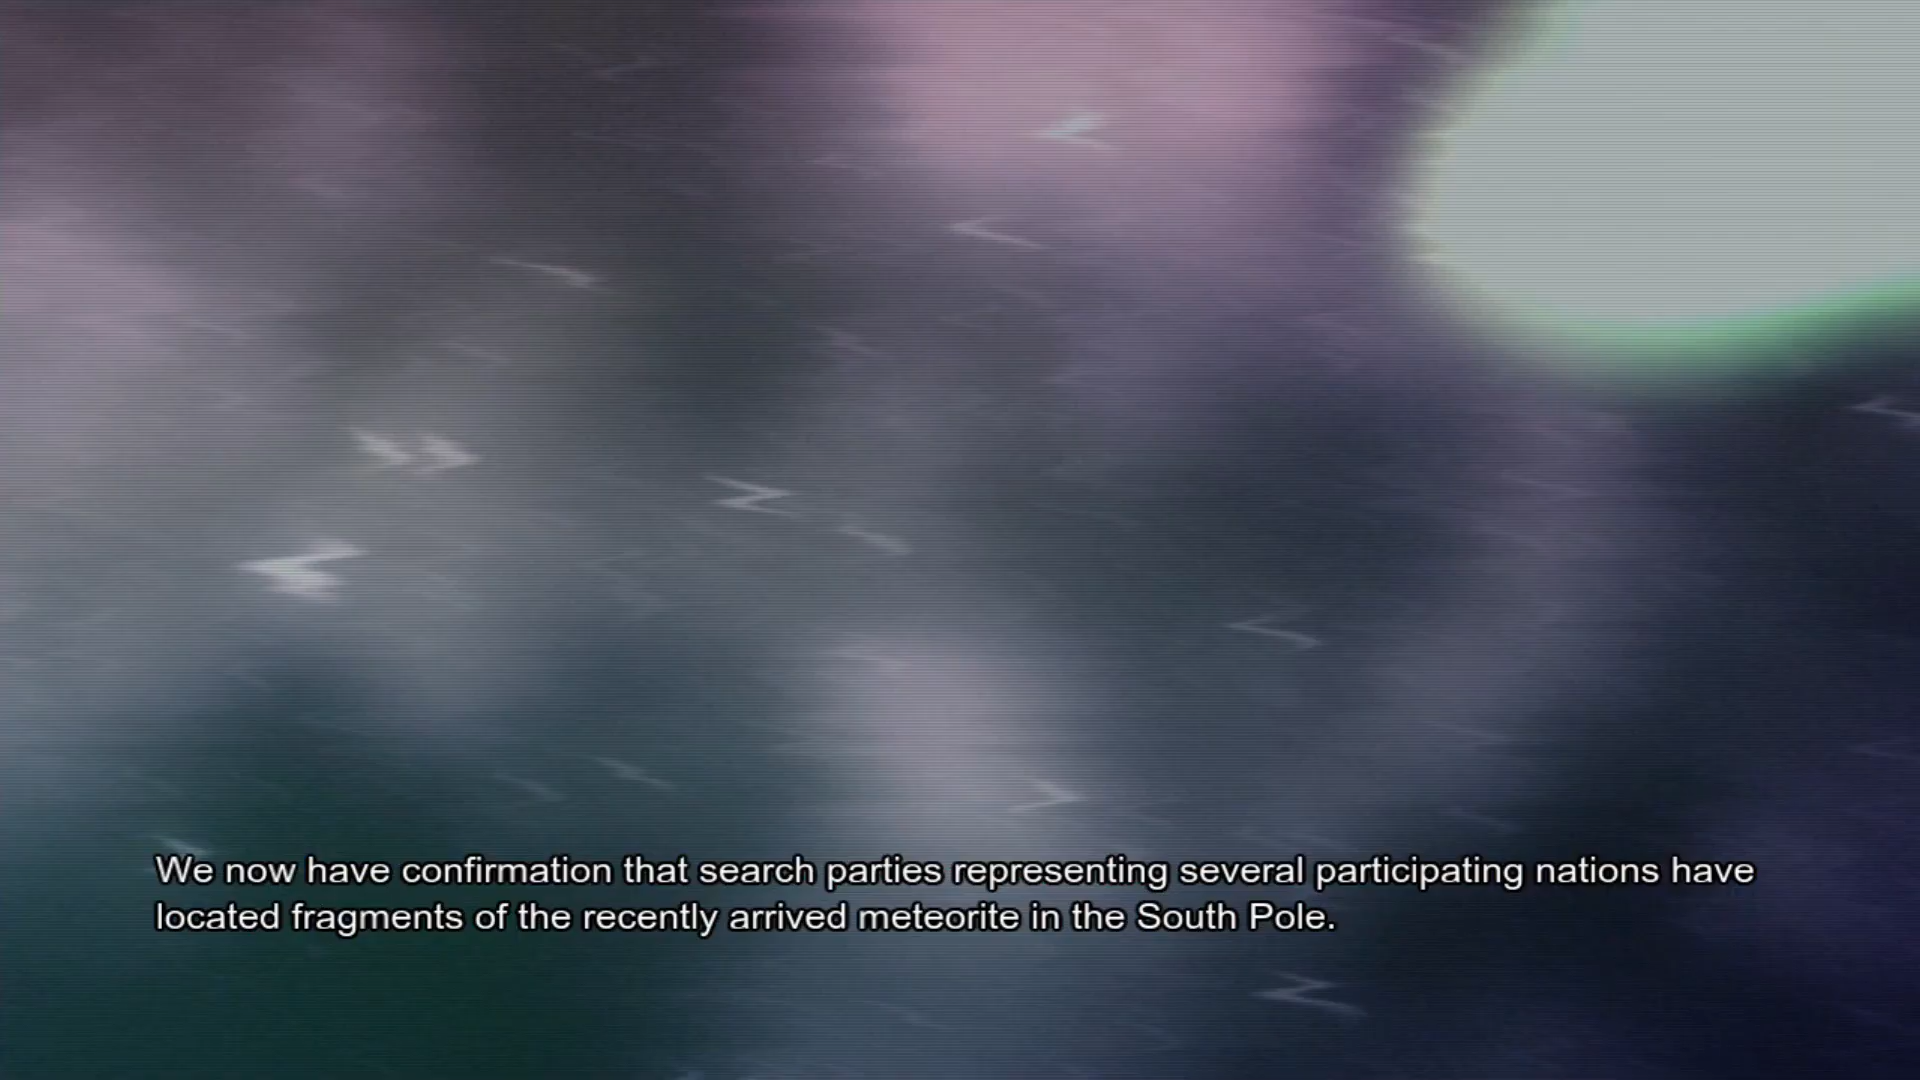 We now have confirmation that search parties representing several participating nations have
located fragments of the recently arrived meteorite in the South Pole.